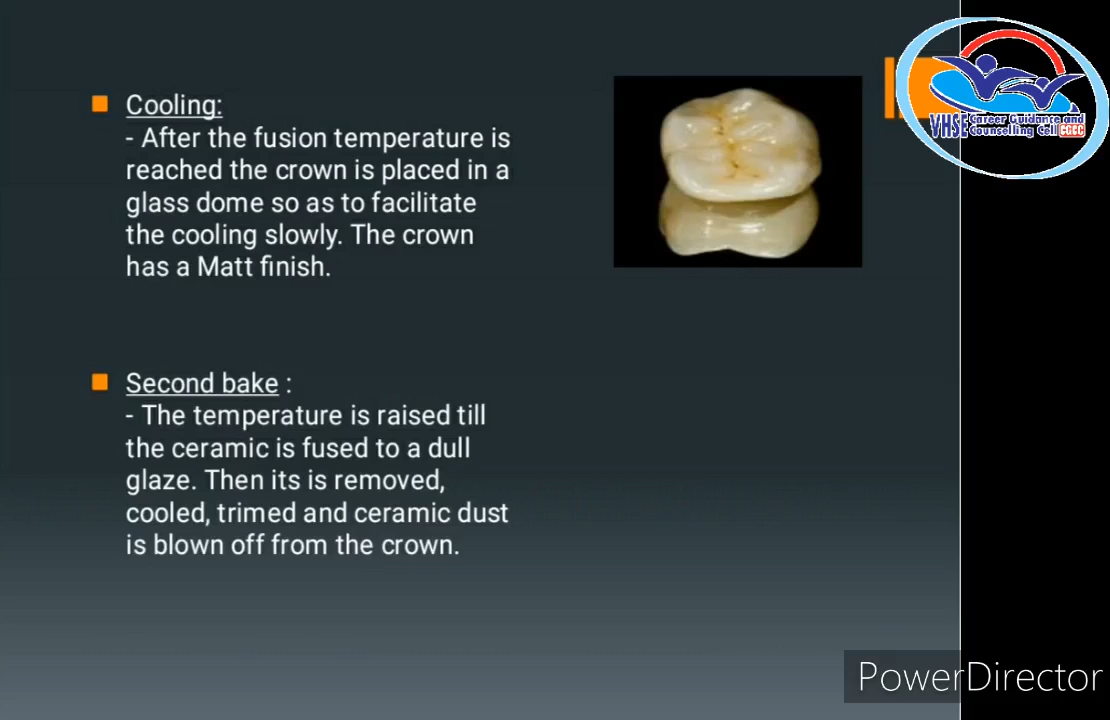 Cooling:
- After the fusion temperature is
reached the crown is placed in a
glass dome so as to facilitate
the cooling slowly. The crown
has a Matt finish.
Second bake :
- The temperature is raised till
the ceramic is fused to a dull
glaze. Then its is removed,
cooled, trimed and ceramic dust
is blown off from the crown.
VHSE Career Guidance and
Counselling Cell CGCC
PowerDirector